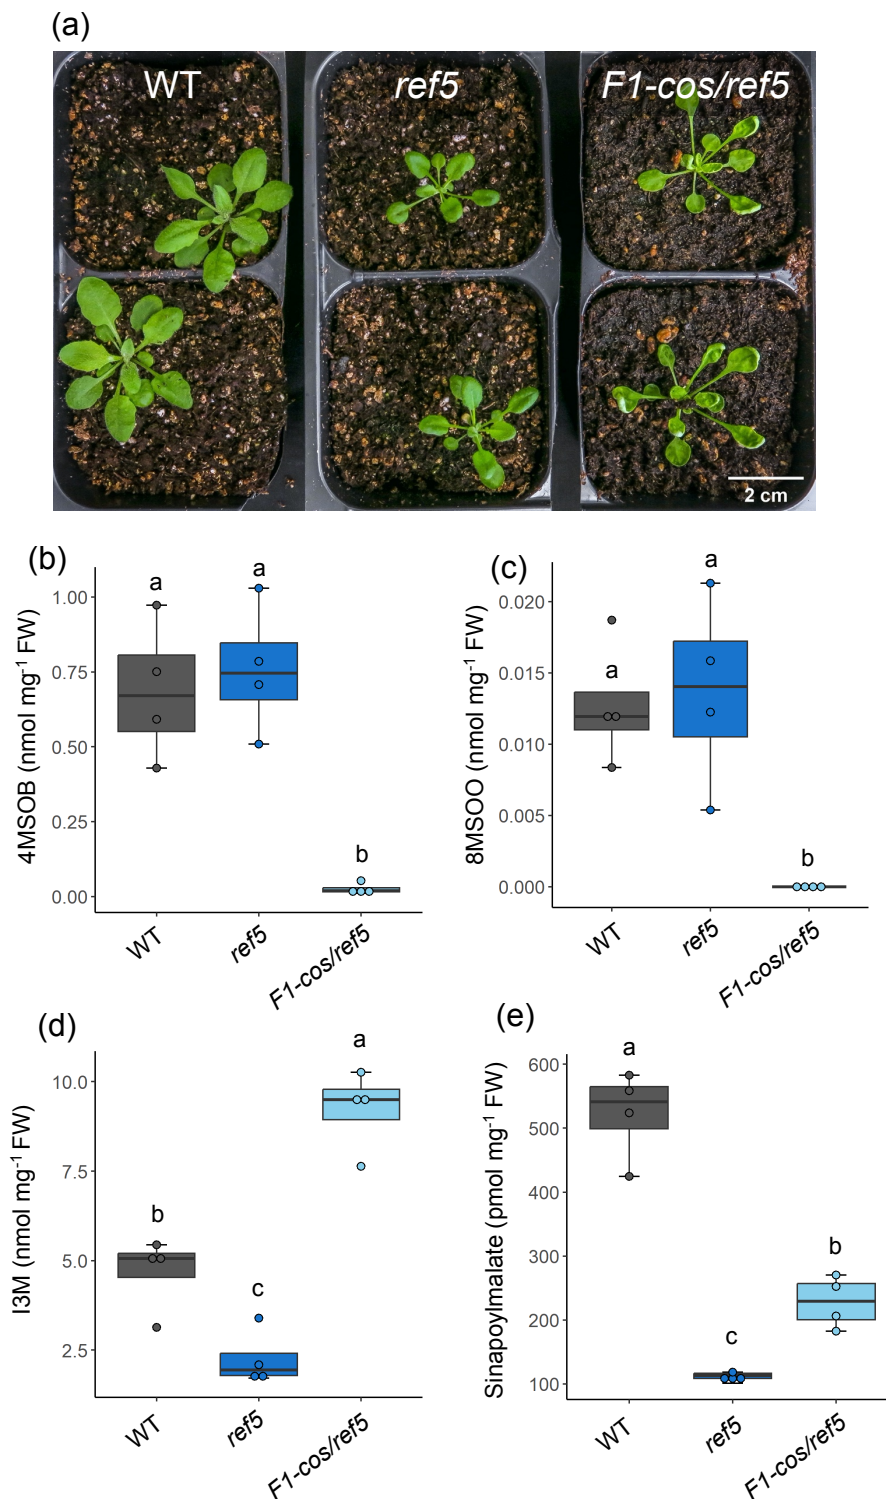 (a)
WT ref5 F1-cos/ref5
2 cm
(b)
a a b
4MSOB (nmol mg⁻¹ FW)
1.00
0.75
0.50
0.25
0.00
WT ref5 F1-cos/ref5
(c)
a a b
8MSOO (nmol mg⁻¹ FW)
0.020
0.015
0.010
0.005
0.000
WT ref5 F1-cos/ref5
(d)
b c a
I3M (nmol mg⁻¹ FW)
10.0
7.5
5.0
2.5
WT ref5 F1-cos/ref5
(e)
a c b
Sinapoylmalate (pmol mg⁻¹ FW)
600
500
400
300
200
100
WT ref5 F1-cos/ref5